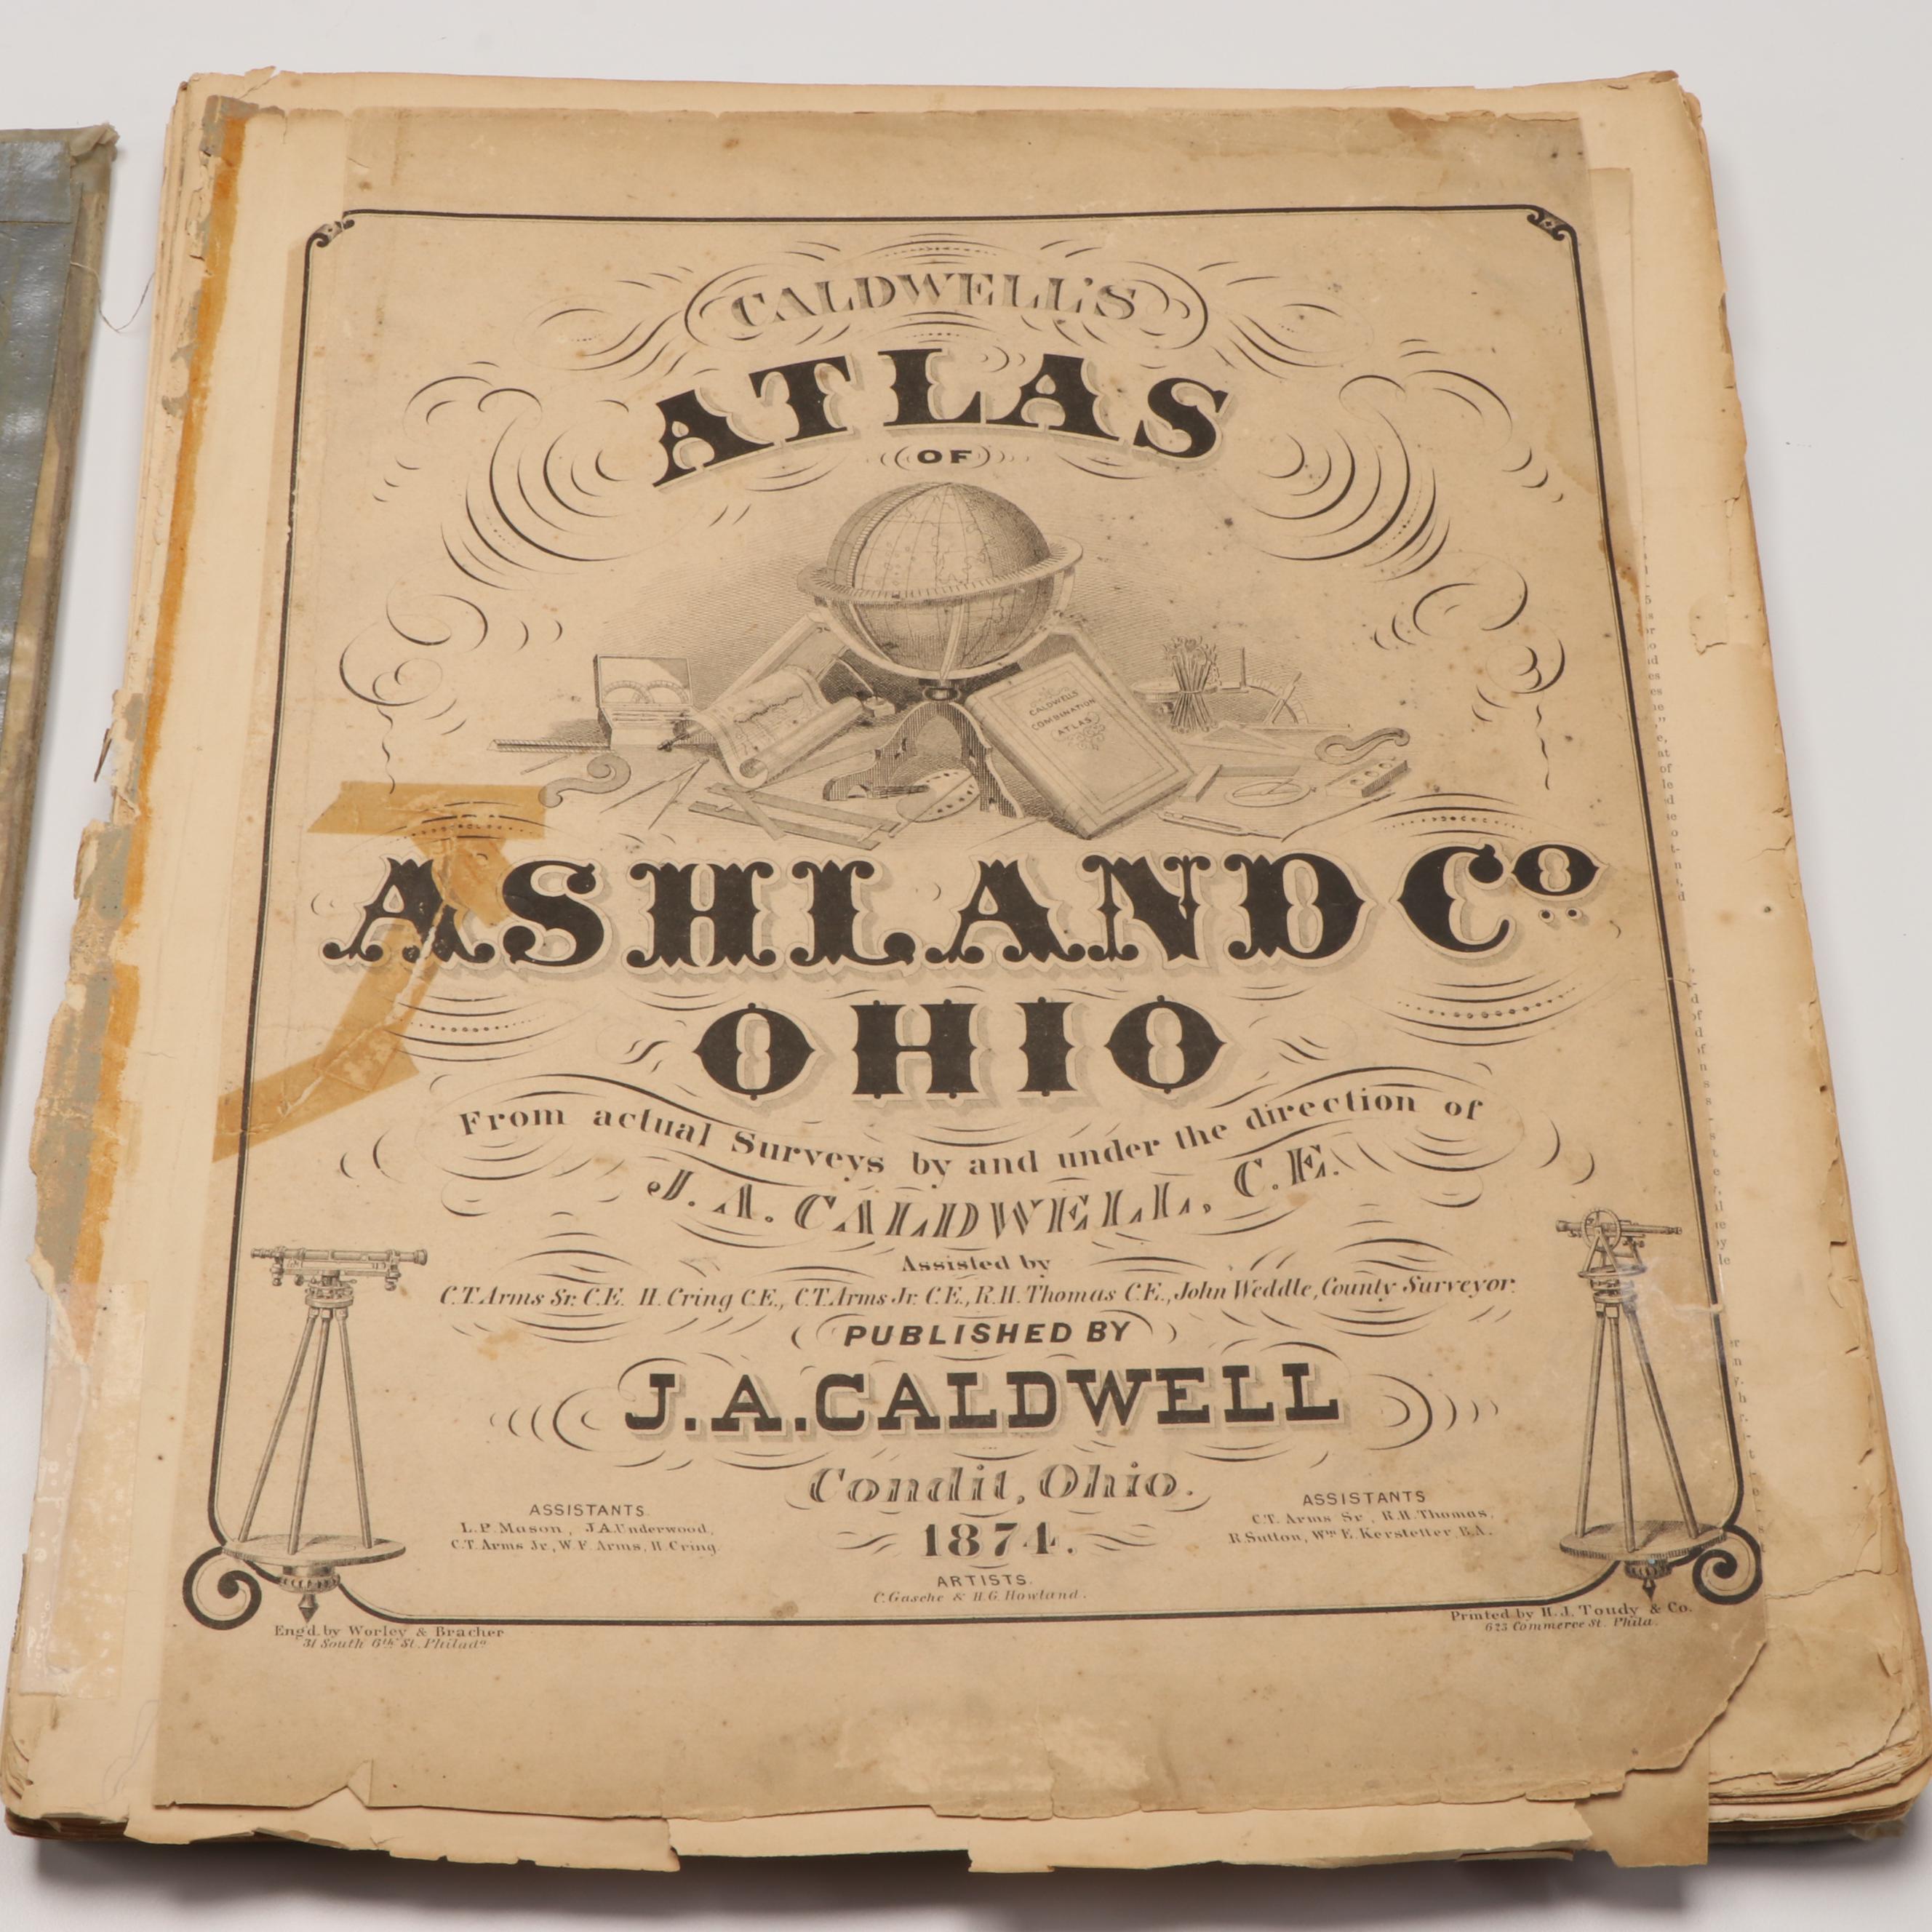 CALDWELL'S
ATLAS
OF
CALDWELL'S
COMBINATION
ATLAS
ASHLAND Co.
OHIO
From actual Surveys by and under the direction of
J. A. CALDWELL, C.E.
Assisted by
C.T. Arms Sr. C.E. H. Cring C.E., C.T. Arms Jr. C.E., R.H. Thomas C.E., John Weddle, County Surveyor.
PUBLISHED BY
J.A. CALDWELL
Condit, Ohio.
1874.
ASSISTANTS.
L.P. Mason, J.A. Underwood,
C.T. Arms Jr., W.F. Arms, H. Cring.
ASSISTANTS
C.T. Arms Sr, R.H. Thomas,
R. Sutton, Wm. E. Kerstetter, B.A.
ARTISTS.
C. Gasche & H.G. Howland.
Eng'd. by Worley & Bracher
31 South 6th St. Philada.
Printed by H.J. Toudy & Co.
623 Commerce St. Phila.